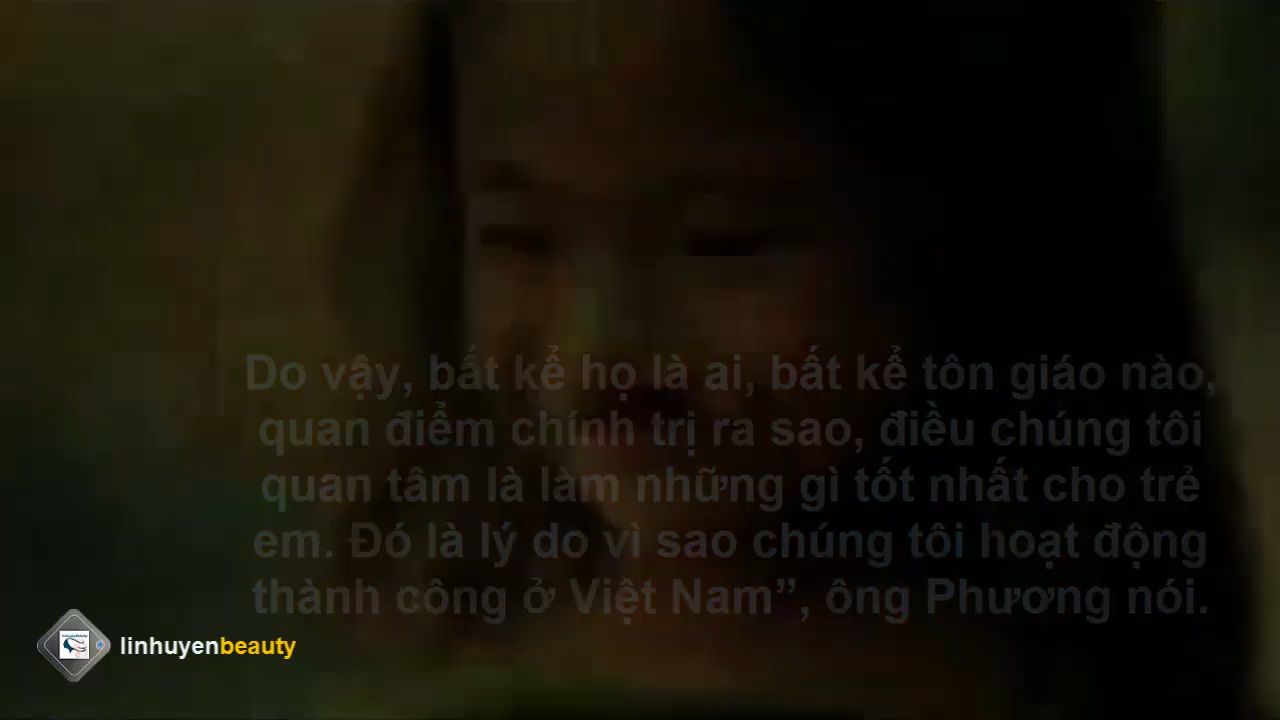 Do vậy, bất kể họ là ai, bất kể tôn giáo nào,
quan điểm chính trị ra sao, điều chúng tôi
quan tâm là làm những gì tốt nhất cho trẻ
em. Đó là lý do vì sao chúng tôi hoạt động
thành công ở Việt Nam”, ông Phương nói.
linhuyenbeauty